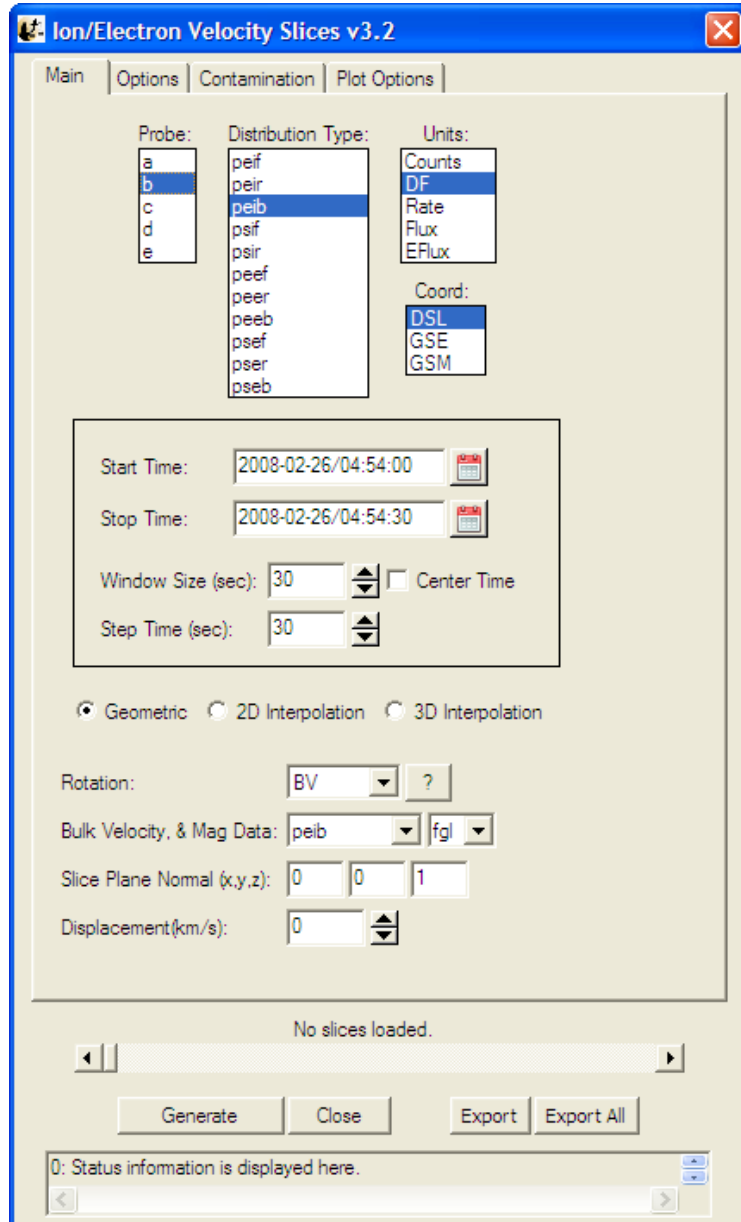 Ion/Electron Velocity Slices v3.2
Main Options Contamination Plot Options
Probe:
a
b
c
d
e
Distribution Type:
peif
peir
peib
psif
psir
peef
peer
peeb
psef
pser
pseb
Units:
Counts
DF
Rate
Flux
EFlux
Coord:
DSL
GSE
GSM
Start Time: 2008-02-26/04:54:00
Stop Time: 2008-02-26/04:54:30
Window Size (sec): 30 Center Time
Step Time (sec): 30
Geometric 2D Interpolation 3D Interpolation
Rotation: BV ?
Bulk Velocity, & Mag Data: peib fgl
Slice Plane Normal (x,y,z): 0 0 1
Displacement(km/s): 0
No slices loaded.
Generate Close Export Export All
0: Status information is displayed here.